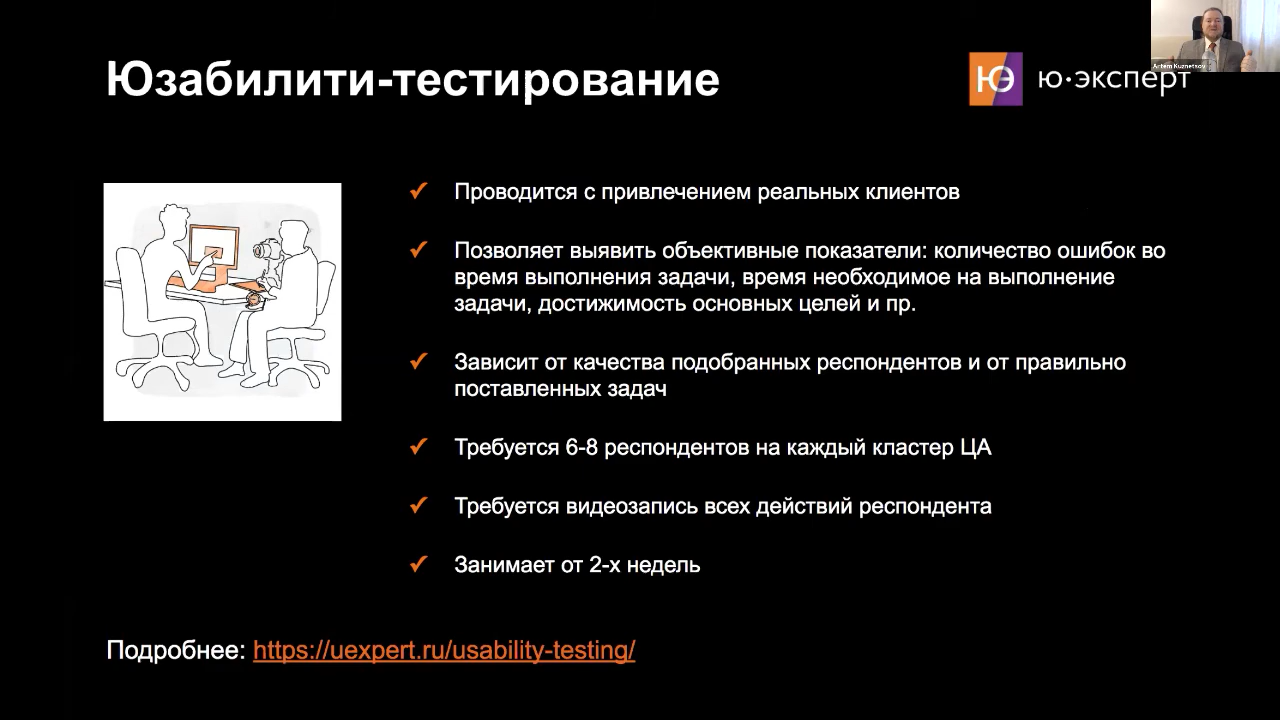 Юзабилити-тестирование
ЮЭ
ю·эксперт
Artem Kuznetsov
Проводится с привлечением реальных клиентов
Позволяет выявить объективные показатели: количество ошибок во
время выполнения задачи, время необходимое на выполнение
задачи, достижимость основных целей и пр.
Зависит от качества подобранных респондентов и от правильно
поставленных задач
Требуется 6-8 респондентов на каждый кластер ЦА
Требуется видеозапись всех действий респондента
Занимает от 2-х недель
Подробнее: https://uexpert.ru/usability-testing/